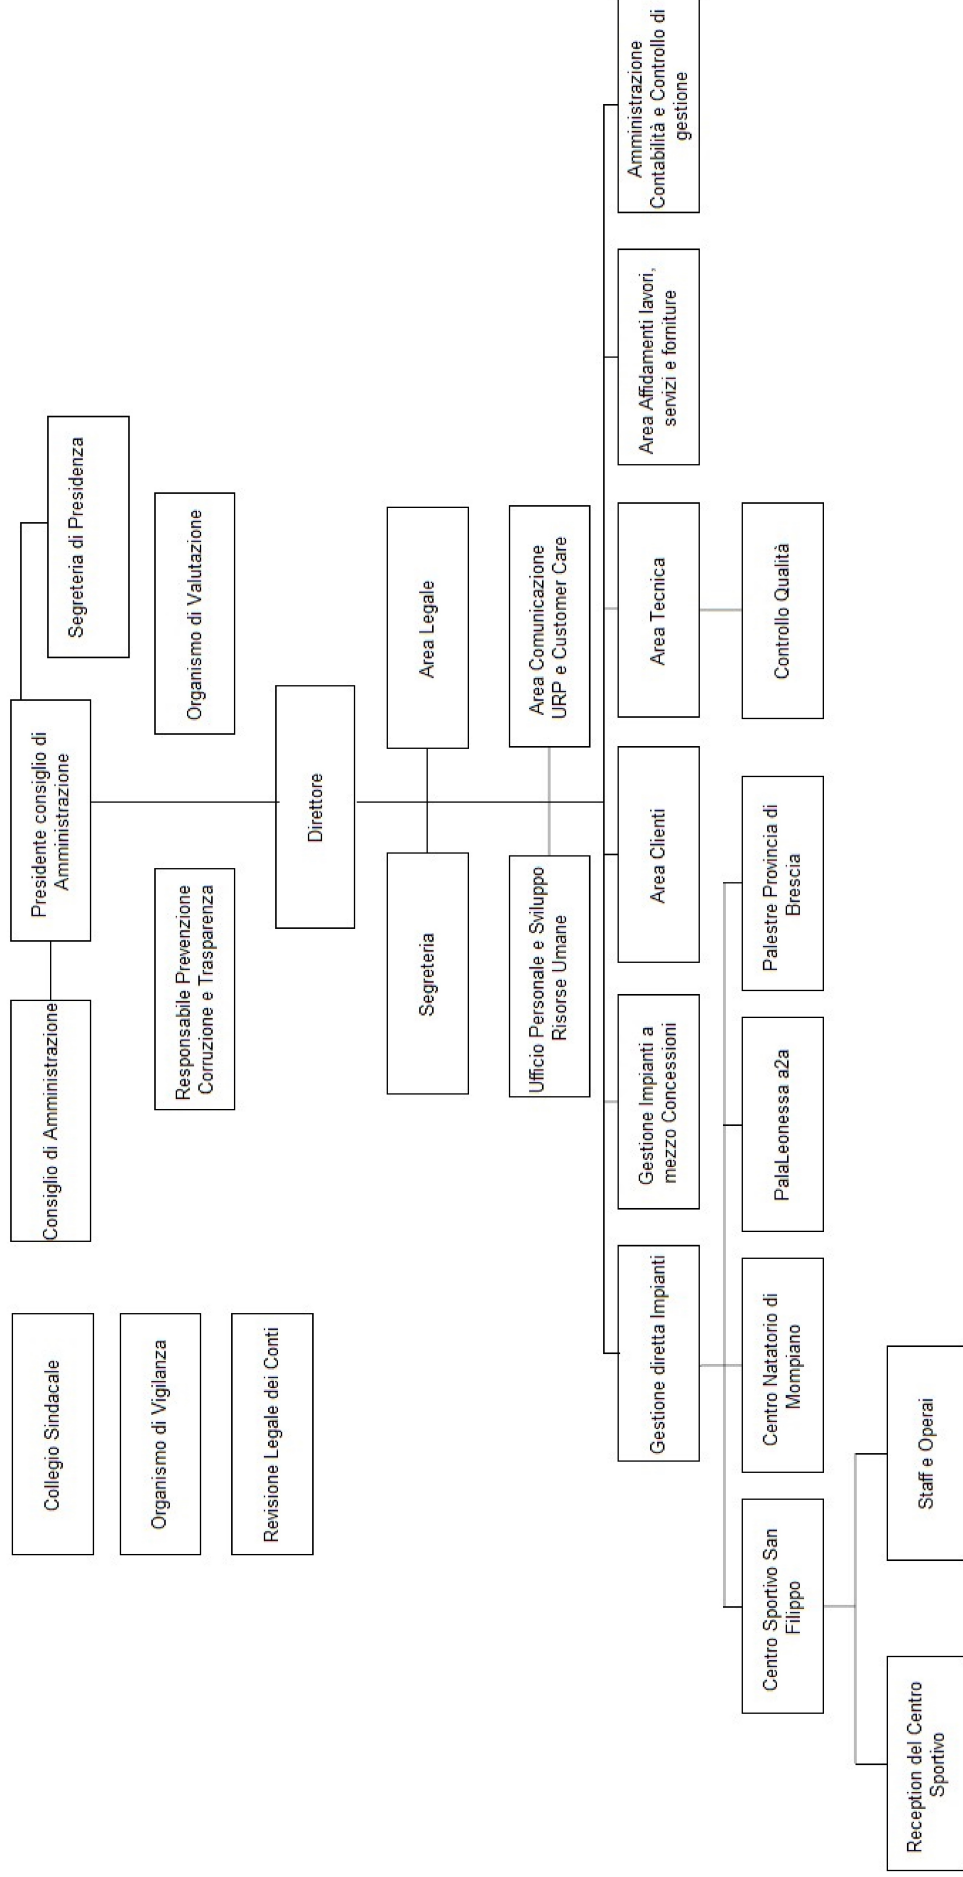 Collegio Sindacale
Consiglio di Amministrazione
Presidente consiglio di
Amministrazione
Segreteria di Presidenza
Organismo di Vigilanza
Responsabile Prevenzione
Corruzione e Trasparenza
Organismo di Valutazione
Revisione Legale dei Conti
Direttore
Segreteria
Area Legale
Ufficio Personale e Sviluppo
Risorse Umane
Area Comunicazione
URP e Customer Care
Gestione diretta Impianti
Gestione Impianti a
mezzo Concessioni
Area Clienti
Area Tecnica
Area Affidamenti lavori,
servizi e forniture
Amministrazione
Contabilità e Controllo di
gestione
Centro Sportivo San
Filippo
Centro Natatorio di
Mompiano
PalaLeonessa a2a
Palestre Provincia di
Brescia
Controllo Qualità
Reception del Centro
Sportivo
Staff e Operai